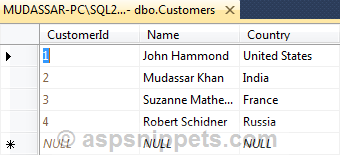 MUDASSAR-PC\SQL2...- dbo.Customers
CustomerId Name Country
1 John Hammond United States
2 Mudassar Khan India
3 Suzanne Mathe... France
4 Robert Schidner Russia
NULL NULL NULL
© aspsnippets.com